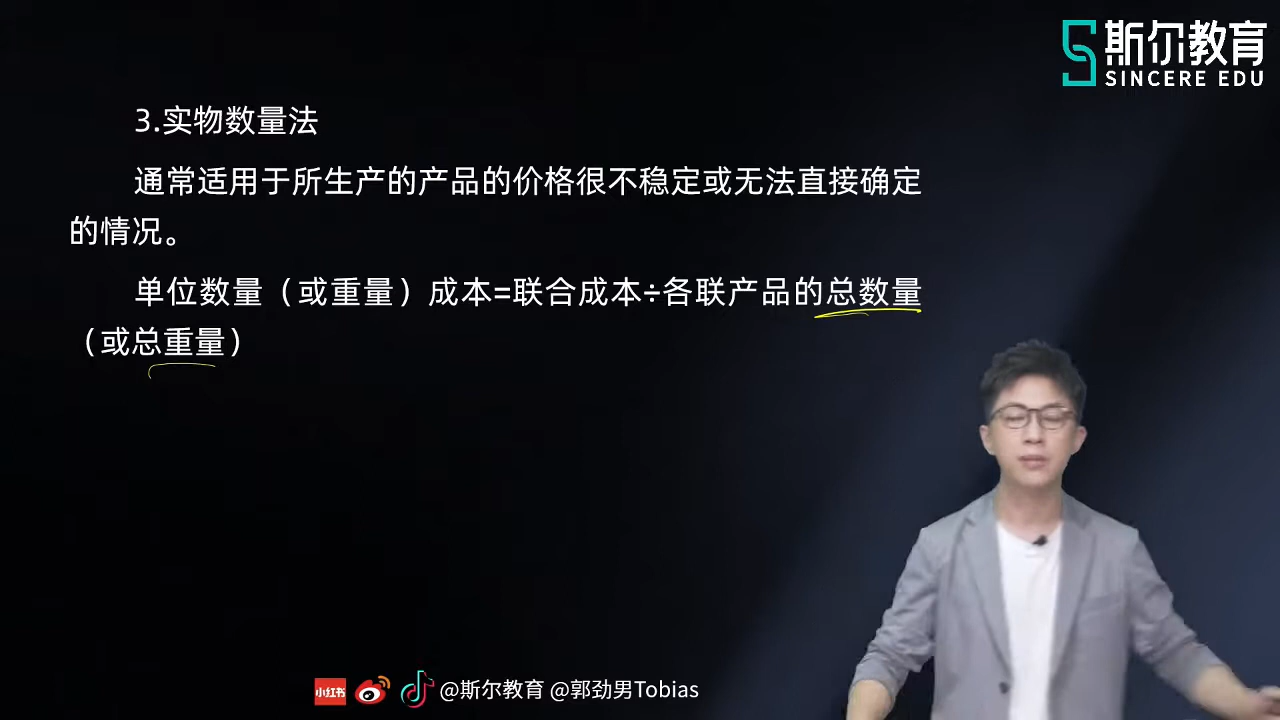 斯尔教育
SINCERE EDU
3.实物数量法
通常适用于所生产的产品的价格很不稳定或无法直接确定
的情况。
单位数量（或重量）成本=联合成本÷各联产品的总数量
（或总重量）
小红书 @斯尔教育 @郭劲男Tobias